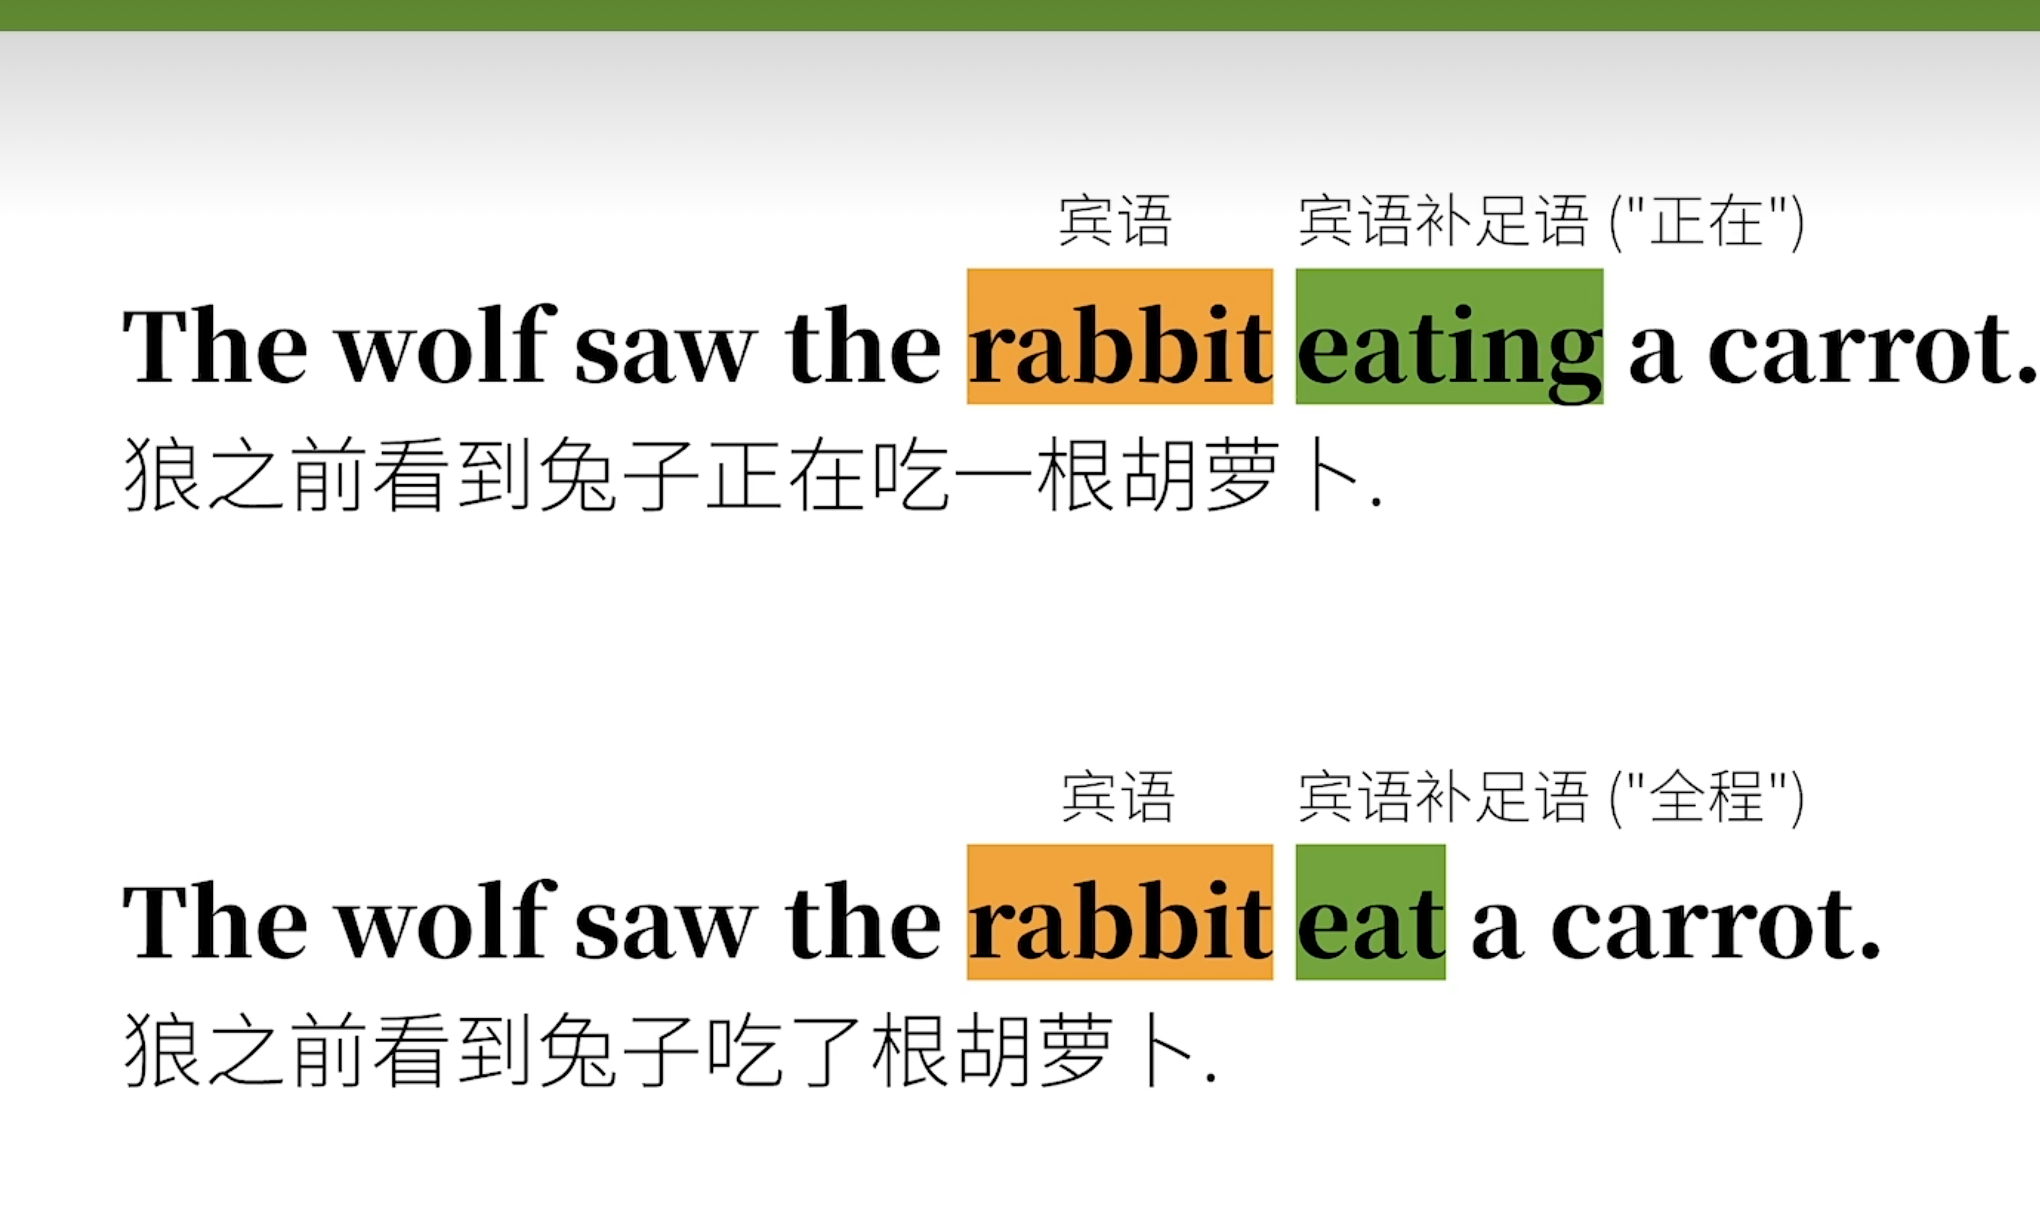 宾语 宾语补足语 ("正在")
The wolf saw the rabbit eating a carrot.
狼之前看到兔子正在吃一根胡萝卜.
宾语 宾语补足语 ("全程")
The wolf saw the rabbit eat a carrot.
狼之前看到兔子吃了根胡萝卜.